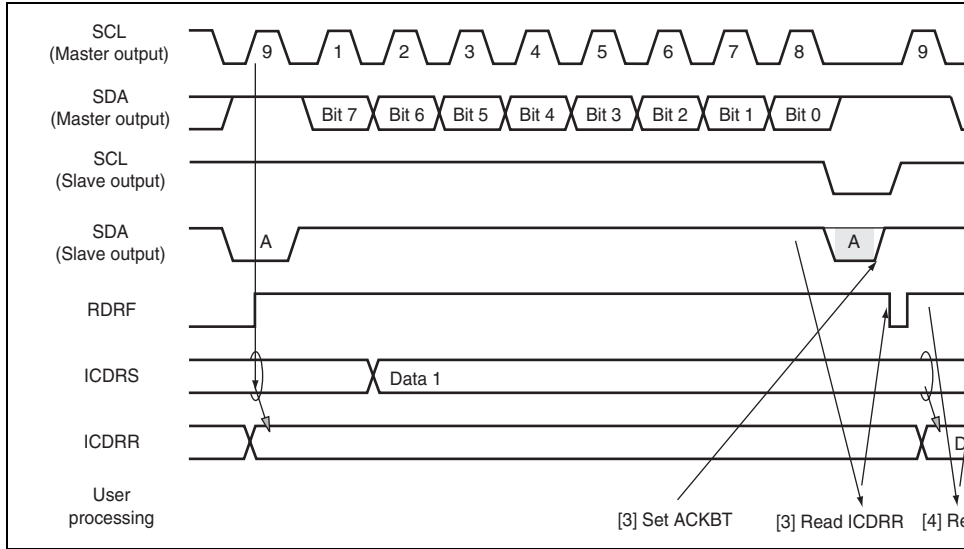 SCL
(Master output)
9 1 2 3 4 5 6 7 8 9
SDA
(Master output)
Bit 7 Bit 6 Bit 5 Bit 4 Bit 3 Bit 2 Bit 1 Bit 0
SCL
(Slave output)
SDA
(Slave output)
A A
RDRF
ICDRS
Data 1
ICDRR
D
User
processing
[3] Set ACKBT [3] Read ICDRR [4] Re